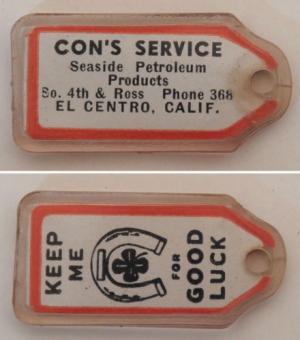 CON'S SERVICE
Seaside Petroleum
Products
So. 4th & Ross Phone 368
EL CENTRO, CALIF.
KEEP
ME
FOR
GOOD
LUCK